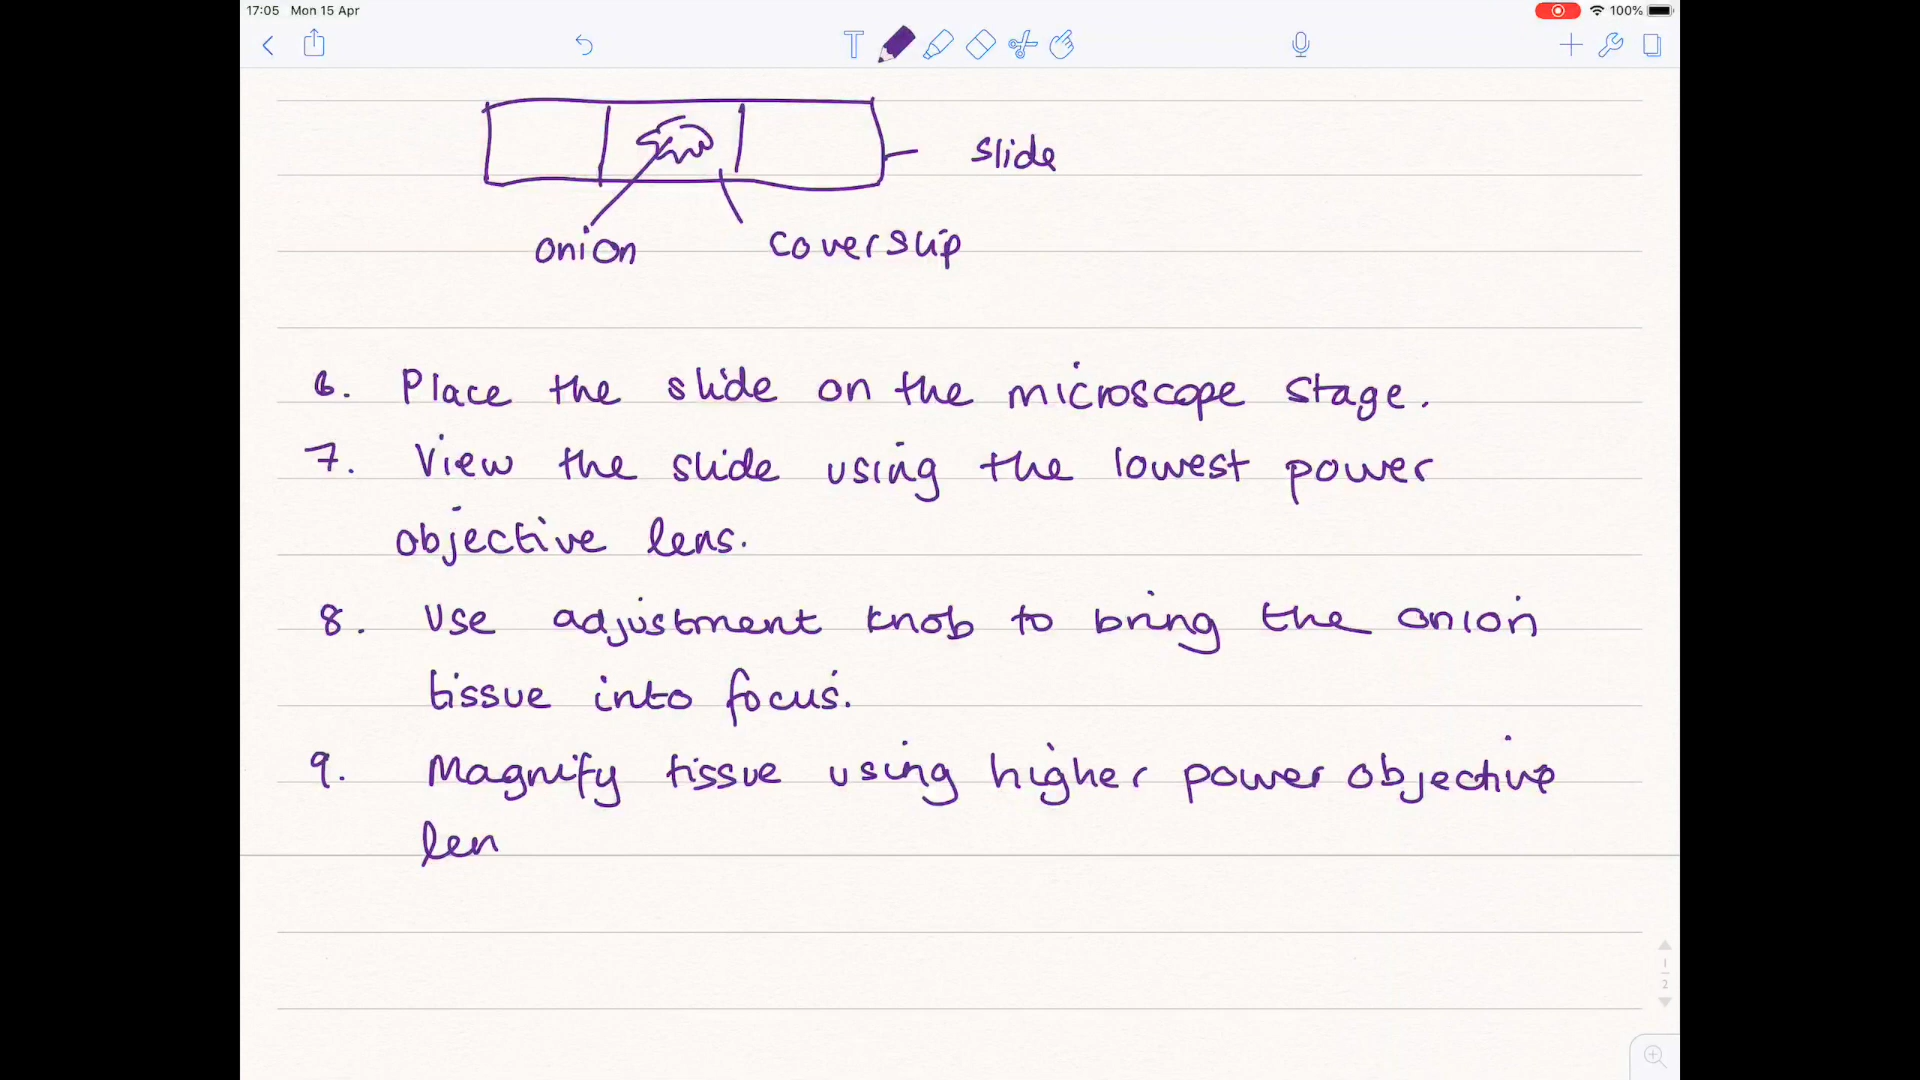 17:05 Mon 15 Apr
100%
T
slide
onion
coverslip
6. Place the slide on the microscope stage.
7. View the slide using the lowest power
objective lens.
8. Use adjustment knob to bring the onion
tissue into focus.
9. Magnify tissue using higher power objective
len
1
2